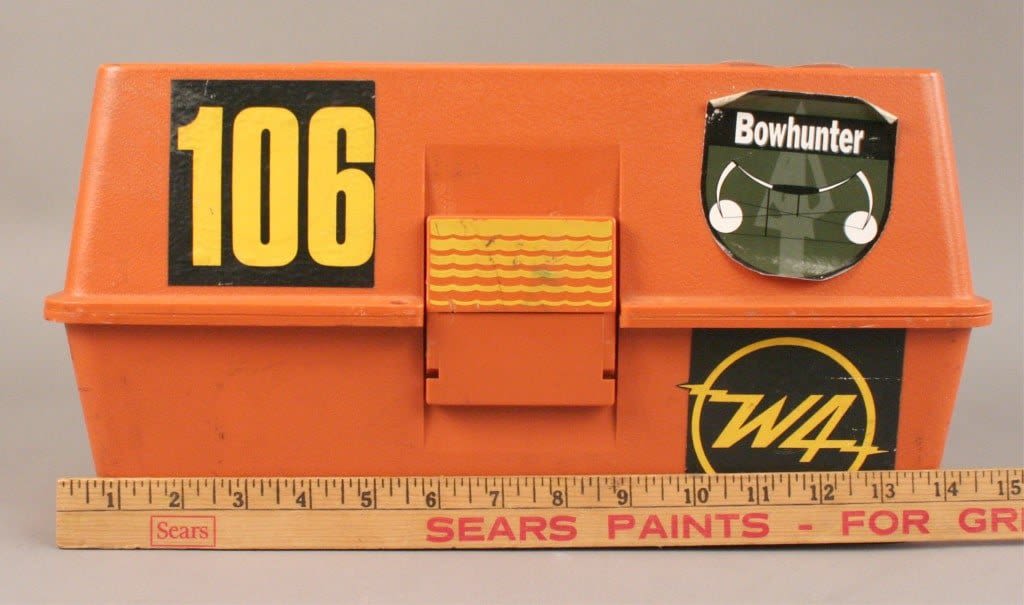 106
Bowhunter
W4
1 2 3 4 5 6 7 8 9 10 11 12 13 14 15
Sears
SEARS PAINTS - FOR GR